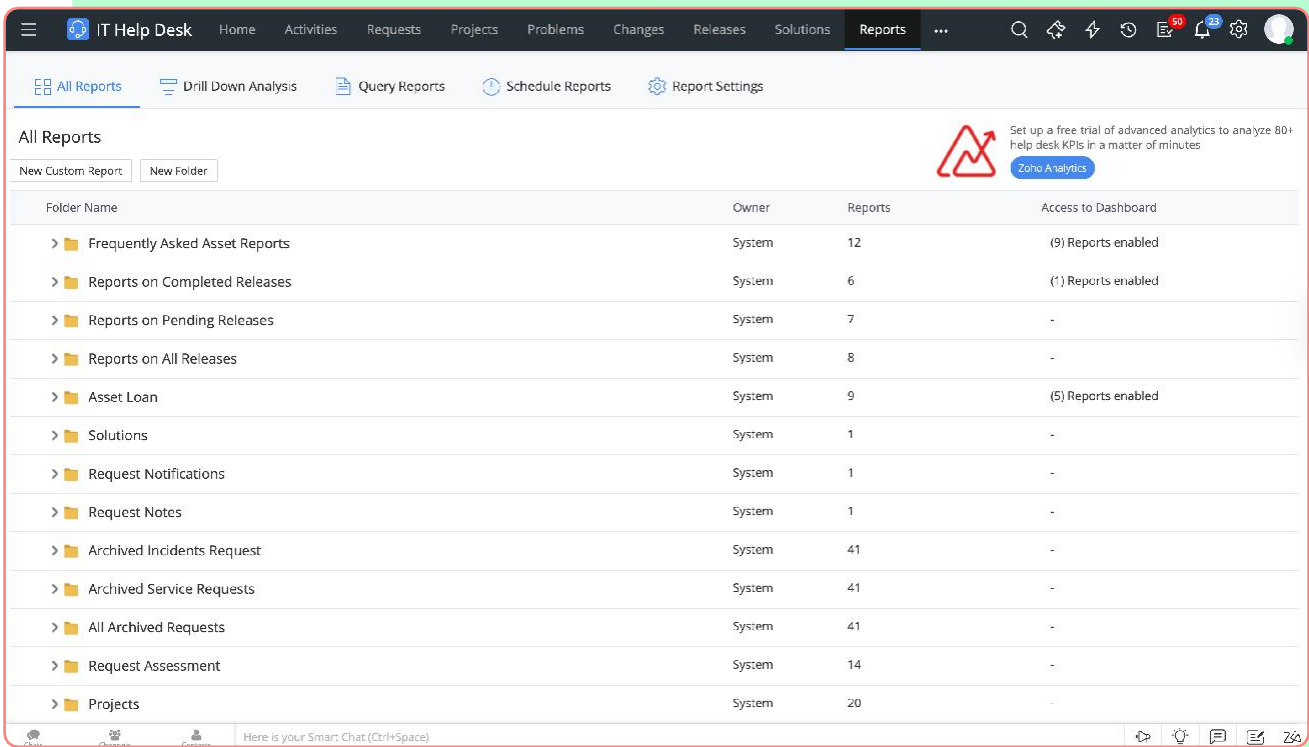 IT Help Desk Home Activities Requests Projects Problems Changes Releases Solutions Reports ... 50 23
All Reports Drill Down Analysis Query Reports Schedule Reports Report Settings
All Reports
Set up a free trial of advanced analytics to analyze 80+
help desk KPIs in a matter of minutes
Zoho Analytics
New Custom Report New Folder
Folder Name Owner Reports Access to Dashboard
Frequently Asked Asset Reports System 12 (9) Reports enabled
Reports on Completed Releases System 6 (1) Reports enabled
Reports on Pending Releases System 7 -
Reports on All Releases System 8 -
Asset Loan System 9 (5) Reports enabled
Solutions System 1 -
Request Notifications System 1 -
Request Notes System 1 -
Archived Incidents Request System 41 -
Archived Service Requests System 41 -
All Archived Requests System 41 -
Request Assessment System 14 -
Projects System 20 -
Chats Channels Contacts Here is your Smart Chat (Ctrl+Space)